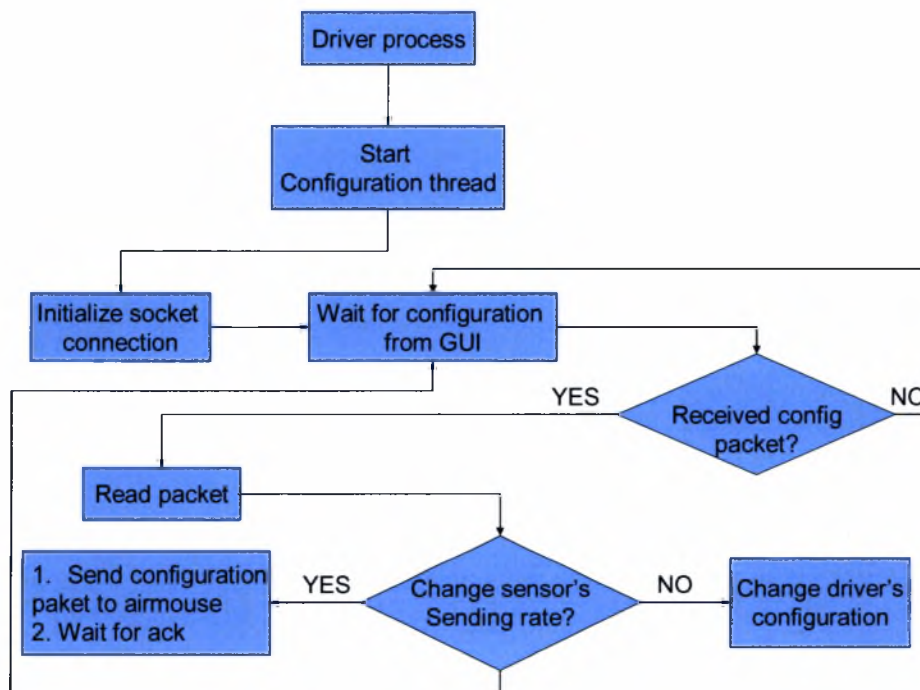 Driver process
Start
Configuration thread
Initialize socket
connection
Wait for configuration
from GUI
YES
NO
Received config
packet?
Read packet
1. Send configuration
paket to airmouse
2. Wait for ack
YES
Change sensor's
Sending rate?
NO
Change driver's
configuration